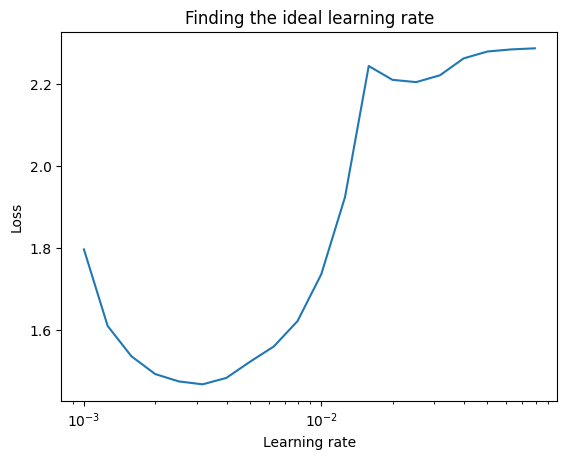 Finding the ideal learning rate
Loss
2.2
2.0
1.8
1.6
10⁻³
10⁻²
Learning rate